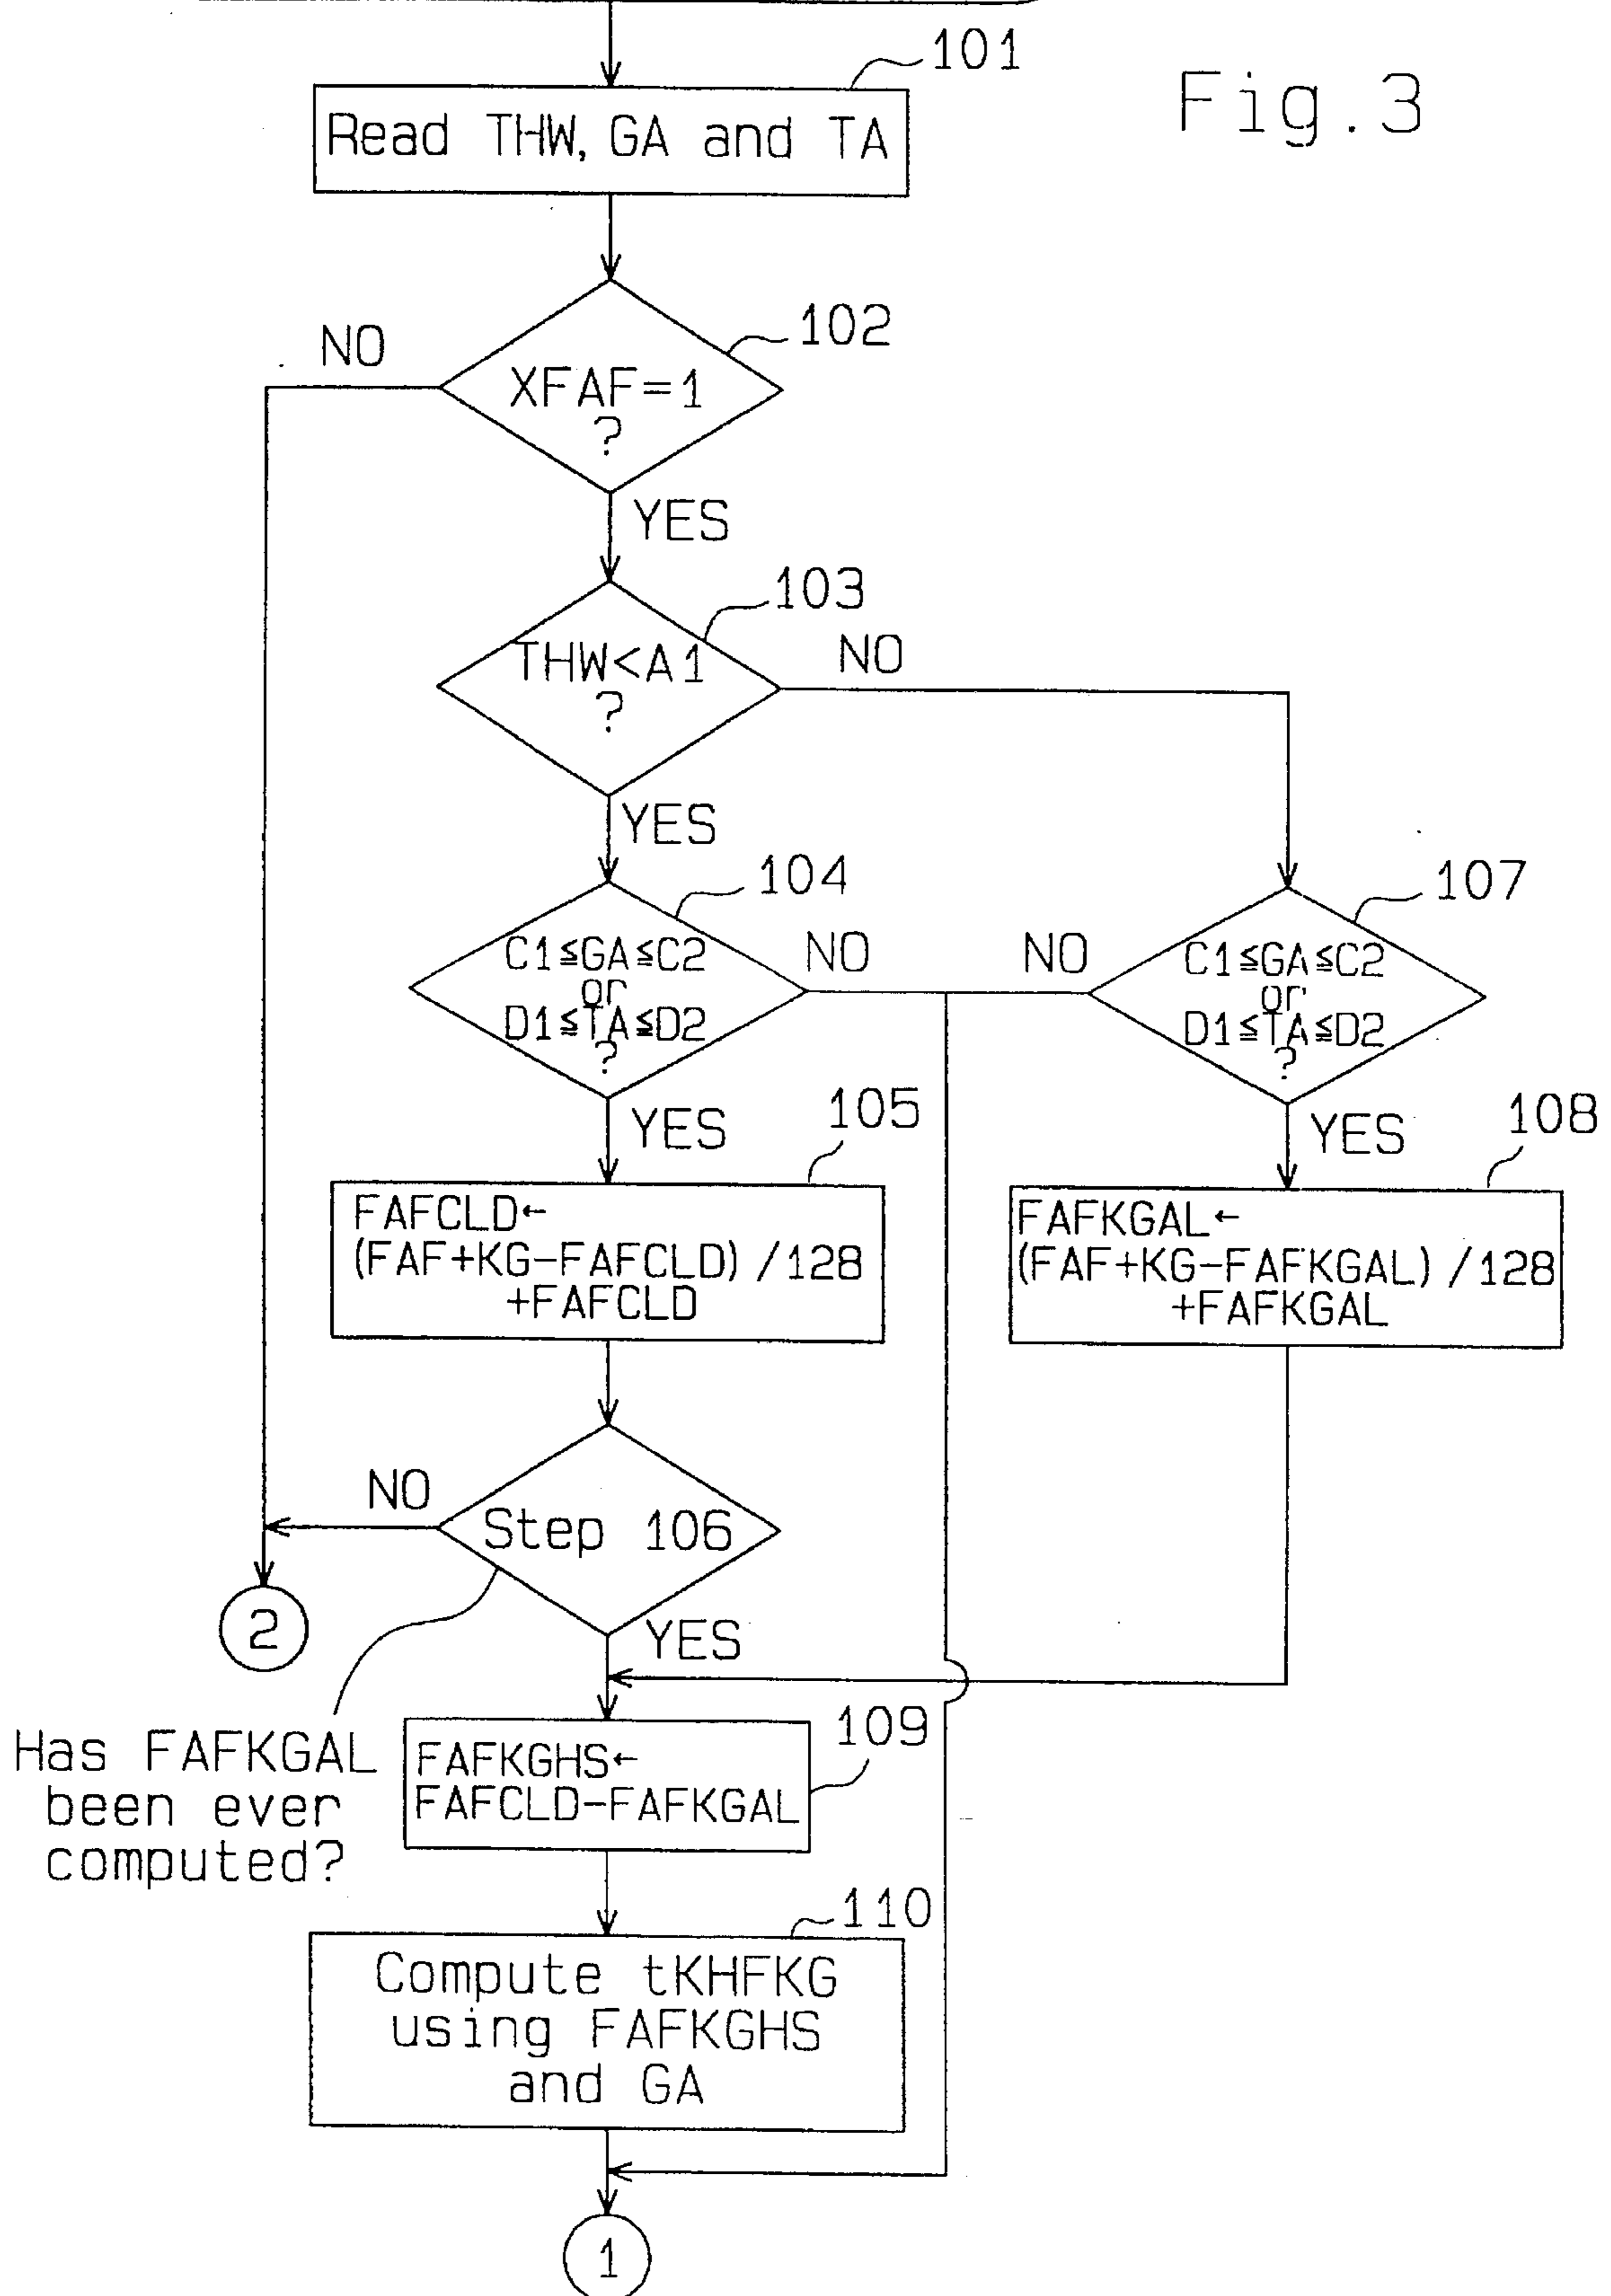 Fig.3
101
Read THW, GA and TA
102
NO
XFAF=1
?
YES
103
THW<A1
?
NO
YES
104
C1≦GA≦C2
or
D1≦TA≦D2
?
NO
YES
107
NO
C1≦GA≦C2
or
D1≦TA≦D2
?
YES
105
FAFCLD←
(FAF+KG-FAFCLD)/128
+FAFCLD
108
FAFKGAL←
(FAF+KG-FAFKGAL)/128
+FAFKGAL
NO
Step 106
YES
2
Has FAFKGAL
been ever
computed?
109
FAFKGHS←
FAFCLD-FAFKGAL
110
Compute tKHFKG
using FAFKGHS
and GA
1